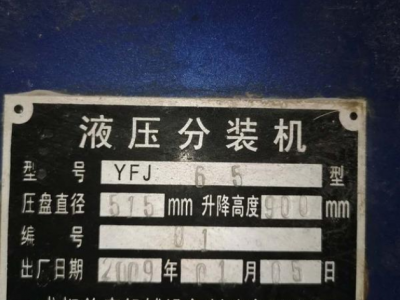 液压分装机
型号 YFJ 65 型
压盘直径 515 mm 升降高度 900 mm
编号 01
出厂日期 2009 年 01 月 05 日